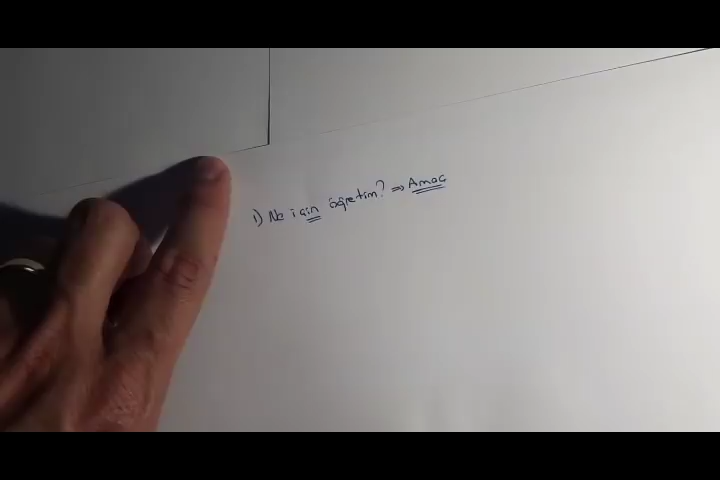 1) Ne için öğretim? ⇒ Amaç